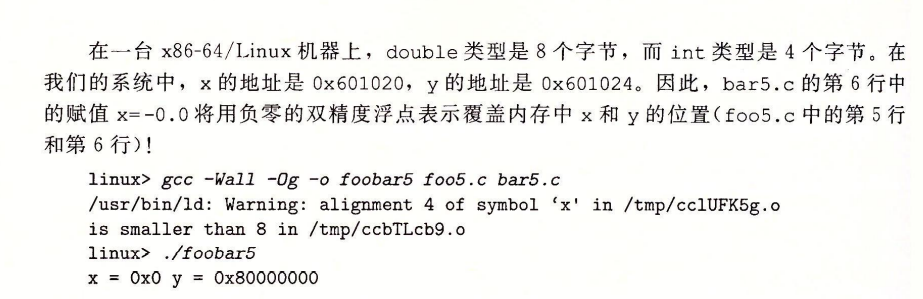 在一台 x86-64/Linux 机器上，double 类型是 8 个字节，而 int 类型是 4 个字节。在
我们的系统中，x 的地址是 0x601020，y 的地址是 0x601024。因此，bar5.c 的第 6 行中
的赋值 x=-0.0 将用负零的双精度浮点表示覆盖内存中 x 和 y 的位置(foo5.c 中的第 5 行
和第 6 行)！
linux> gcc -Wall -Og -o foobar5 foo5.c bar5.c
/usr/bin/ld: Warning: alignment 4 of symbol ‘x' in /tmp/cclUFK5g.o
is smaller than 8 in /tmp/ccbTLcb9.o
linux> ./foobar5
x = 0x0 y = 0x80000000